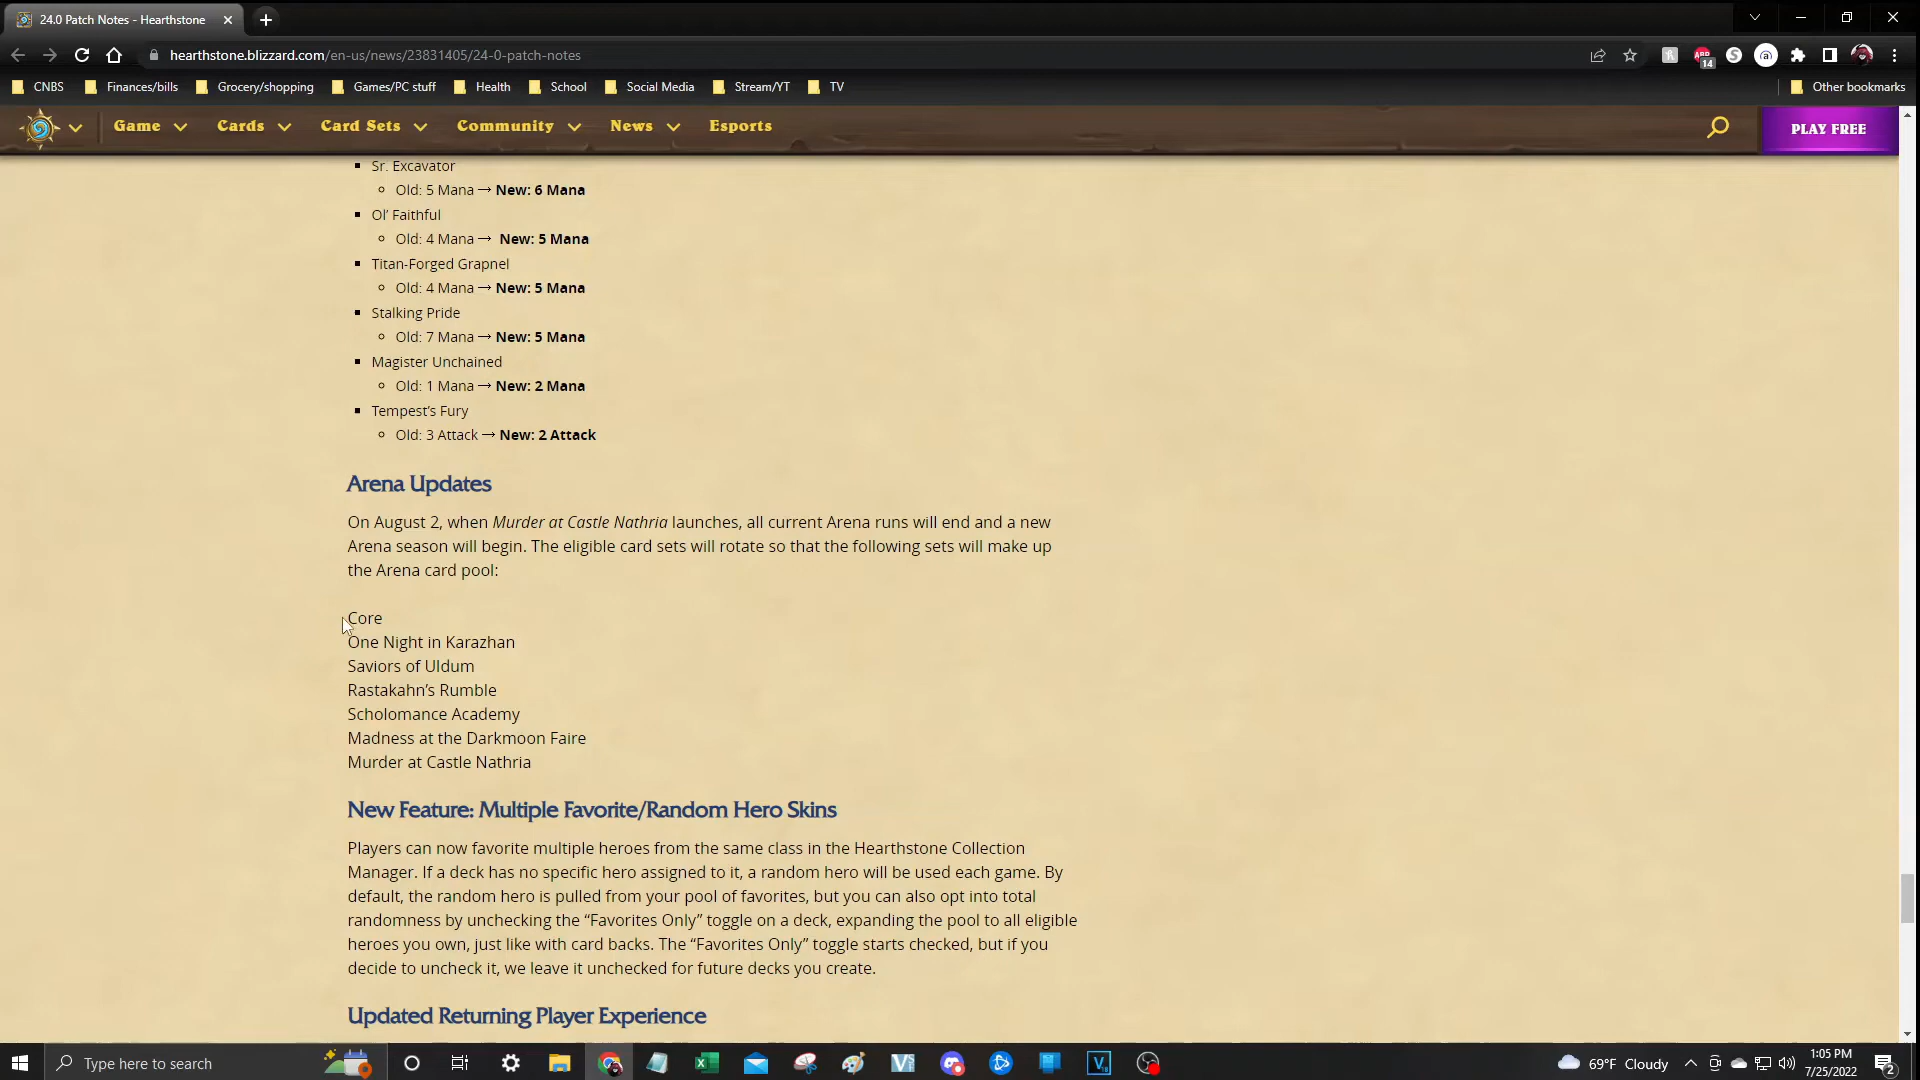 24.0 Patch Notes - Hearthstone
hearthstone.blizzard.com/en-us/news/23831405/24-0-patch-notes
14
CNBS Finances/bills Grocery/shopping Games/PC stuff Health School Social Media Stream/YT TV Other bookmarks
Game Cards Card Sets Community News Esports PLAY FREE
Sr. Excavator
Old: 5 Mana → New: 6 Mana
Ol’ Faithful
Old: 4 Mana → New: 5 Mana
Titan-Forged Grapnel
Old: 4 Mana → New: 5 Mana
Stalking Pride
Old: 7 Mana → New: 5 Mana
Magister Unchained
Old: 1 Mana → New: 2 Mana
Tempest’s Fury
Old: 3 Attack → New: 2 Attack
Arena Updates
On August 2, when Murder at Castle Nathria launches, all current Arena runs will end and a new
Arena season will begin. The eligible card sets will rotate so that the following sets will make up
the Arena card pool:
Core
One Night in Karazhan
Saviors of Uldum
Rastakahn’s Rumble
Scholomance Academy
Madness at the Darkmoon Faire
Murder at Castle Nathria
New Feature: Multiple Favorite/Random Hero Skins
Players can now favorite multiple heroes from the same class in the Hearthstone Collection
Manager. If a deck has no specific hero assigned to it, a random hero will be used each game. By
default, the random hero is pulled from your pool of favorites, but you can also opt into total
randomness by unchecking the “Favorites Only” toggle on a deck, expanding the pool to all eligible
heroes you own, just like with card backs. The “Favorites Only” toggle starts checked, but if you
decide to uncheck it, we leave it unchecked for future decks you create.
Updated Returning Player Experience
Type here to search
69°F Cloudy
1:05 PM
7/25/2022
2